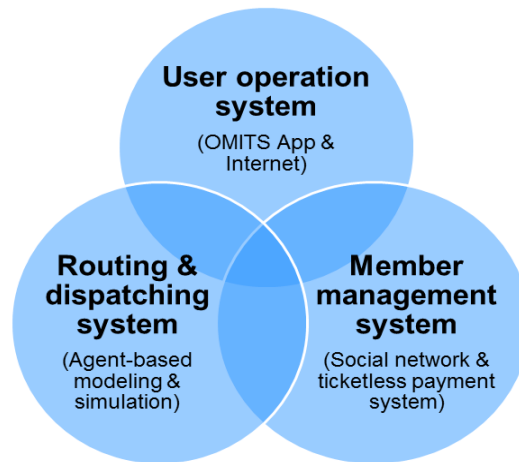 User operation
system
(OMITS App &
Internet)
Routing &
dispatching
system
(Agent-based
modeling &
simulation)
Member
management
system
(Social network &
ticketless payment
system)